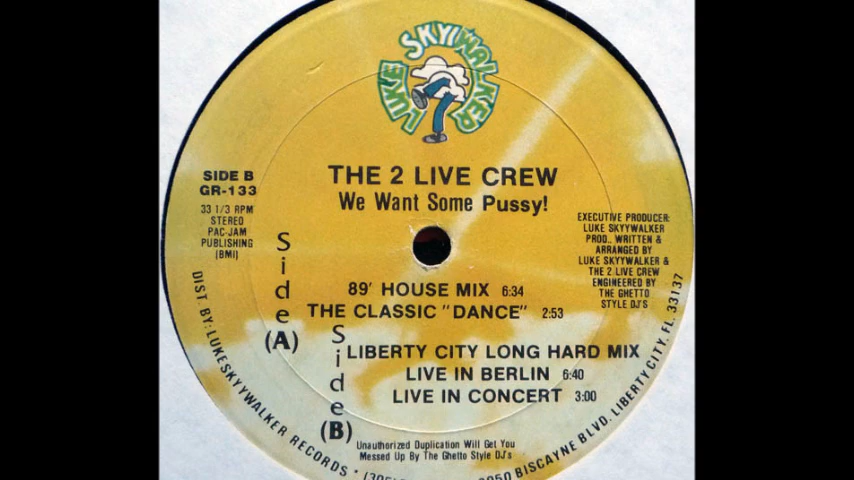 LUKE SKYYWALKER
THE 2 LIVE CREW
We Want Some Pussy!
SIDE B
GR-133
33 1/3 RPM
STEREO
PAC-JAM
PUBLISHING
(BMI)
EXECUTIVE PRODUCER:
LUKE SKYYWALKER
PROD., WRITTEN &
ARRANGED BY
LUKE SKYYWALKER &
THE 2 LIVE CREW
ENGINEERED BY
THE GHETTO
STYLE DJ'S
Side (A)
89' HOUSE MIX 6:34
THE CLASSIC "DANCE" 2:53
Side (B)
LIBERTY CITY LONG HARD MIX
LIVE IN BERLIN 6:40
LIVE IN CONCERT 3:00
Unauthorized Duplication Will Get You
Messed Up By The Ghetto Style DJ's
DIST. BY: LUKESKYYWALKER RECORDS • BISCAYNE BLVD. LIBERTY CITY, FL. 33137